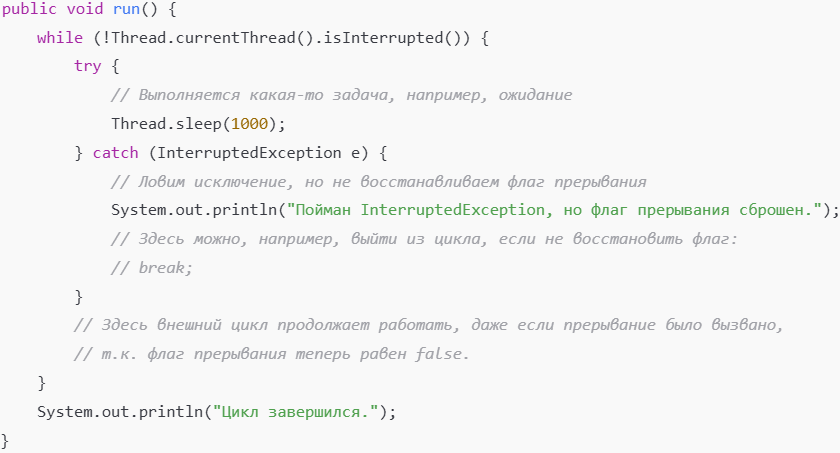 public void run() {
    while (!Thread.currentThread().isInterrupted()) {
        try {
            // Выполняется какая-то задача, например, ожидание
            Thread.sleep(1000);
        } catch (InterruptedException e) {
            // Ловим исключение, но не восстанавливаем флаг прерывания
            System.out.println("Пойман InterruptedException, но флаг прерывания сброшен.");
            // Здесь можно, например, выйти из цикла, если не восстановить флаг:
            // break;
        }
        // Здесь внешний цикл продолжает работать, даже если прерывание было вызвано,
        // т.к. флаг прерывания теперь равен false.
    }
    System.out.println("Цикл завершился.");
}